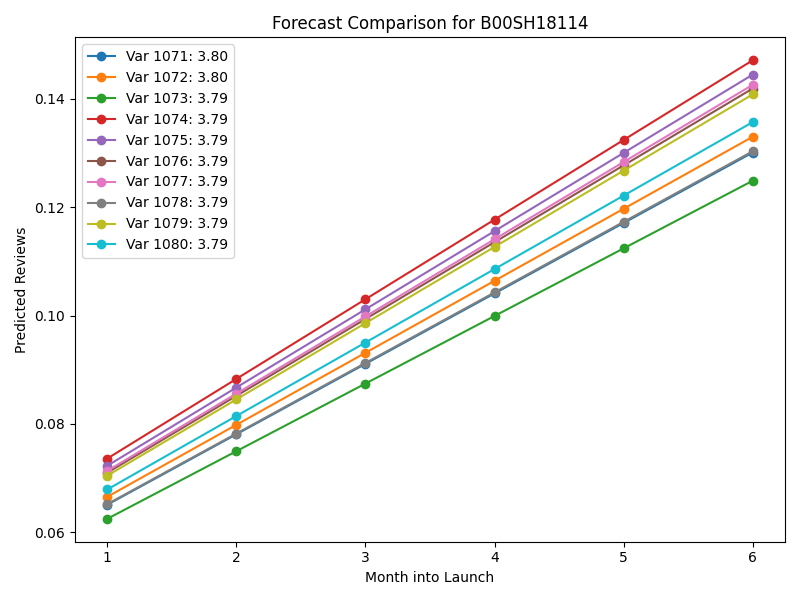 Forecast Comparison for B00SH18114
Var 1071: 3.80
Var 1072: 3.80
Var 1073: 3.79
Var 1074: 3.79
Var 1075: 3.79
Var 1076: 3.79
Var 1077: 3.79
Var 1078: 3.79
Var 1079: 3.79
Var 1080: 3.79
Predicted Reviews
0.14
0.12
0.10
0.08
0.06
1 2 3 4 5 6
Month into Launch